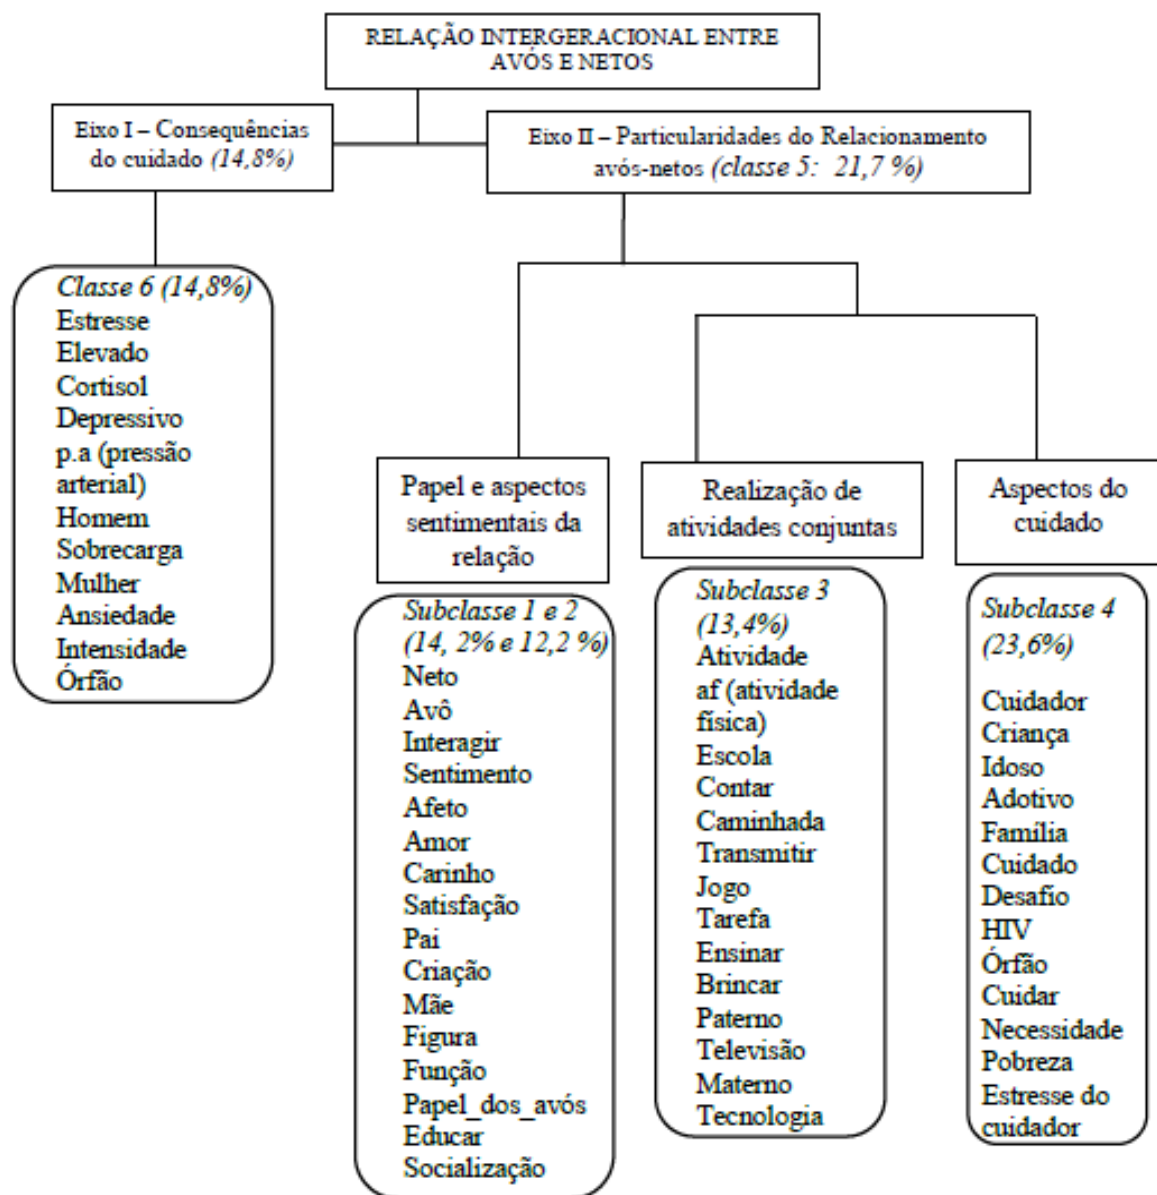 RELAÇÃO INTERGERACIONAL ENTRE
AVÓS E NETOS
Eixo I – Consequências
do cuidado (14,8%)
Eixo II – Particularidades do Relacionamento
avós-netos (classe 5: 21,7 %)
Classe 6 (14,8%)
Estresse
Elevado
Cortisol
Depressivo
p.a (pressão
arterial)
Homem
Sobrecarga
Mulher
Ansiedade
Intensidade
Órfão
Papel e aspectos
sentimentais da
relação
Subclasse 1 e 2
(14, 2% e 12,2 %)
Neto
Avô
Interagir
Sentimento
Afeto
Amor
Carinho
Satisfação
Pai
Criação
Mãe
Figura
Função
Papel_dos_avós
Educar
Socialização
Realização de
atividades conjuntas
Subclasse 3
(13,4%)
Atividade
af (atividade
física)
Escola
Contar
Caminhada
Transmitir
Jogo
Tarefa
Ensinar
Brincar
Paterno
Televisão
Materno
Tecnologia
Aspectos do
cuidado
Subclasse 4
(23,6%)
Cuidador
Criança
Idoso
Adotivo
Família
Cuidado
Desafio
HIV
Órfão
Cuidar
Necessidade
Pobreza
Estresse do
cuidador